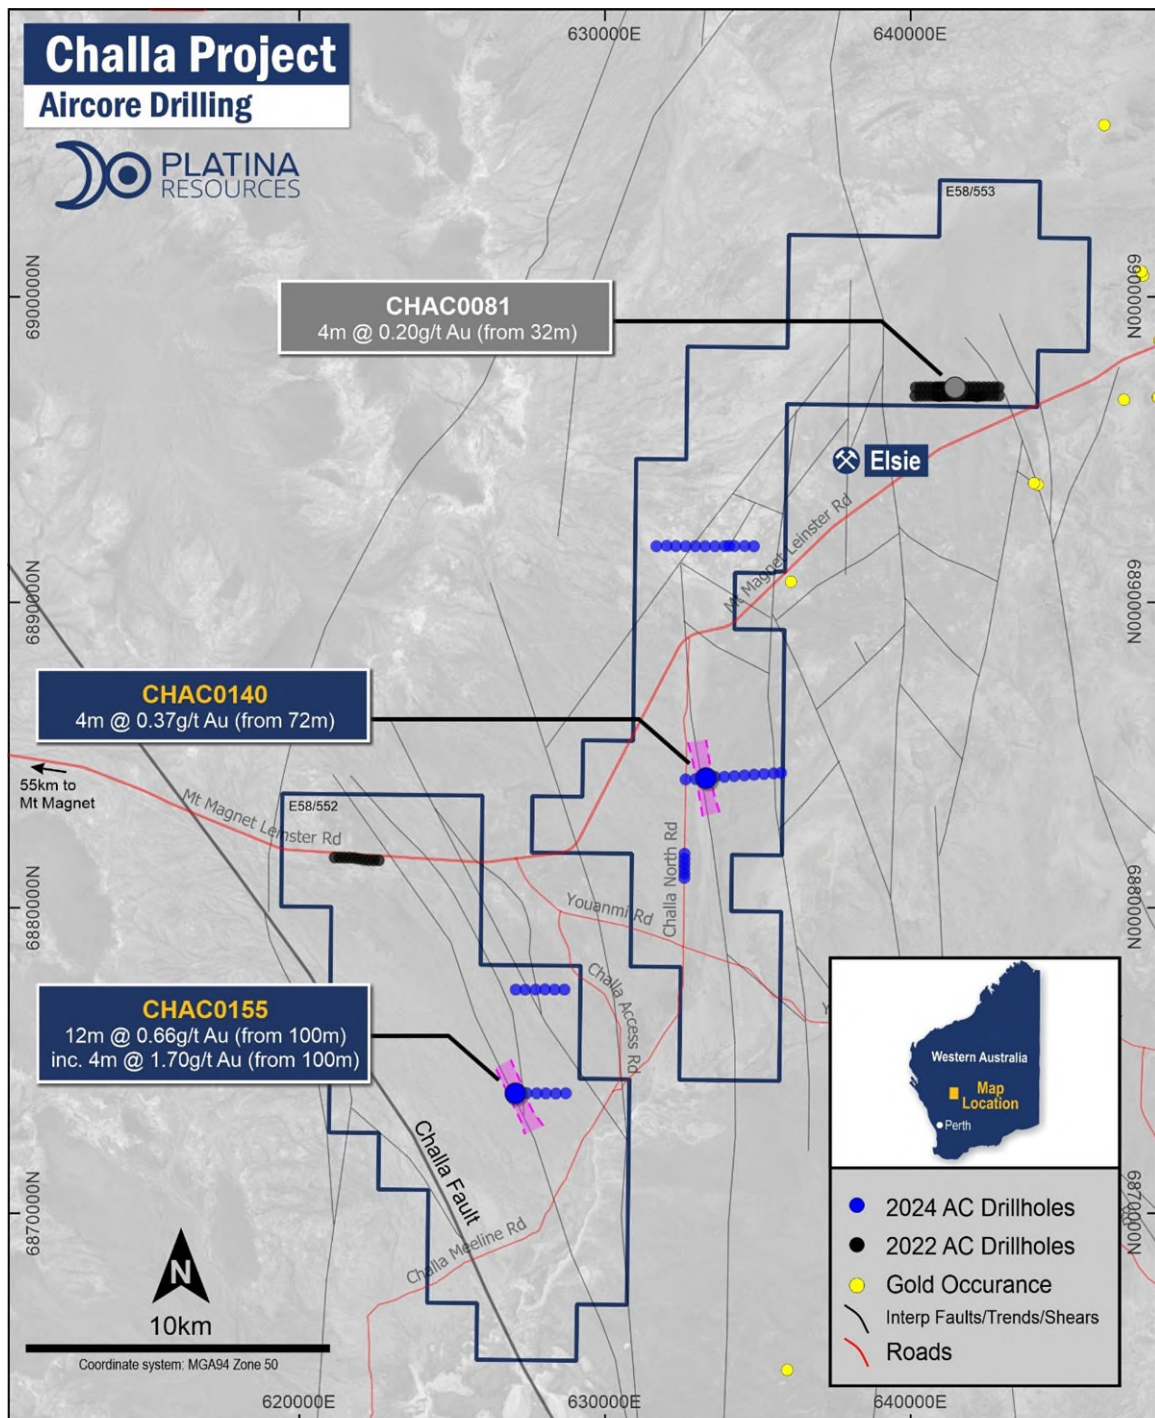 630000E
640000E
Challa Project
Aircore Drilling
PLATINA
RESOURCES
E58/553
6900000N
6900000N
CHAC0081
4m @ 0.20g/t Au (from 32m)
Elsie
Mt Magnet Leinster Rd
6890000N
6890000N
CHAC0140
4m @ 0.37g/t Au (from 72m)
55km to
Mt Magnet
Mt Magnet Leinster Rd
E58/552
Challa North Rd
Youanmi Rd
6880000N
6880000N
Challa Access Rd
CHAC0155
12m @ 0.66g/t Au (from 100m)
inc. 4m @ 1.70g/t Au (from 100m)
Y
Western Australia
Map
Location
Perth
Challa Fault
Challa Meeline Rd
6870000N
6870000N
2024 AC Drillholes
2022 AC Drillholes
Gold Occurance
Interp Faults/Trends/Shears
Roads
N
10km
Coordinate system: MGA94 Zone 50
620000E
630000E
640000E